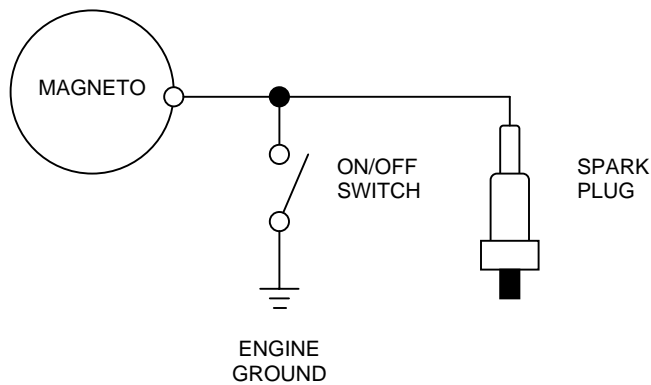 MAGNETO
ON/OFF
SWITCH
SPARK
PLUG
ENGINE
GROUND